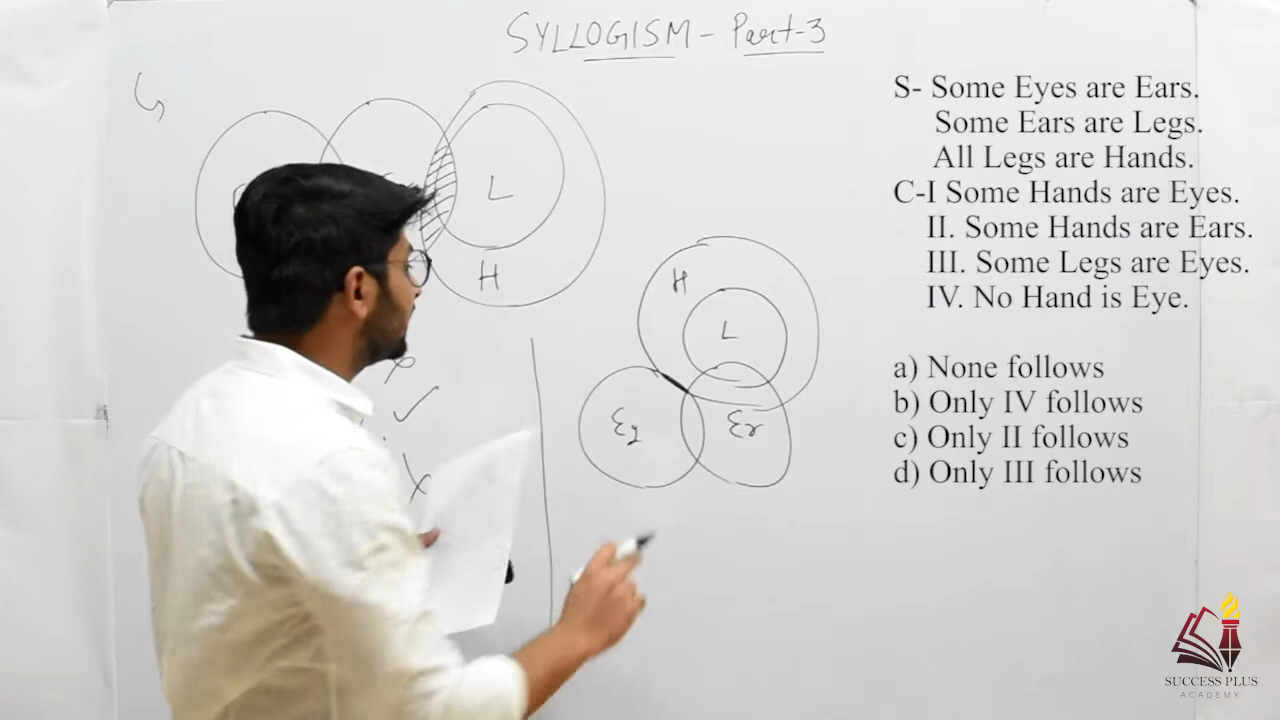 SYLLOGISM - Part-3
L
H
H
L
Ey
Er
S- Some Eyes are Ears.
Some Ears are Legs.
All Legs are Hands.
C-I Some Hands are Eyes.
II. Some Hands are Ears.
III. Some Legs are Eyes.
IV. No Hand is Eye.
a) None follows
b) Only IV follows
c) Only II follows
d) Only III follows
SUCCESS PLUS
ACADEMY